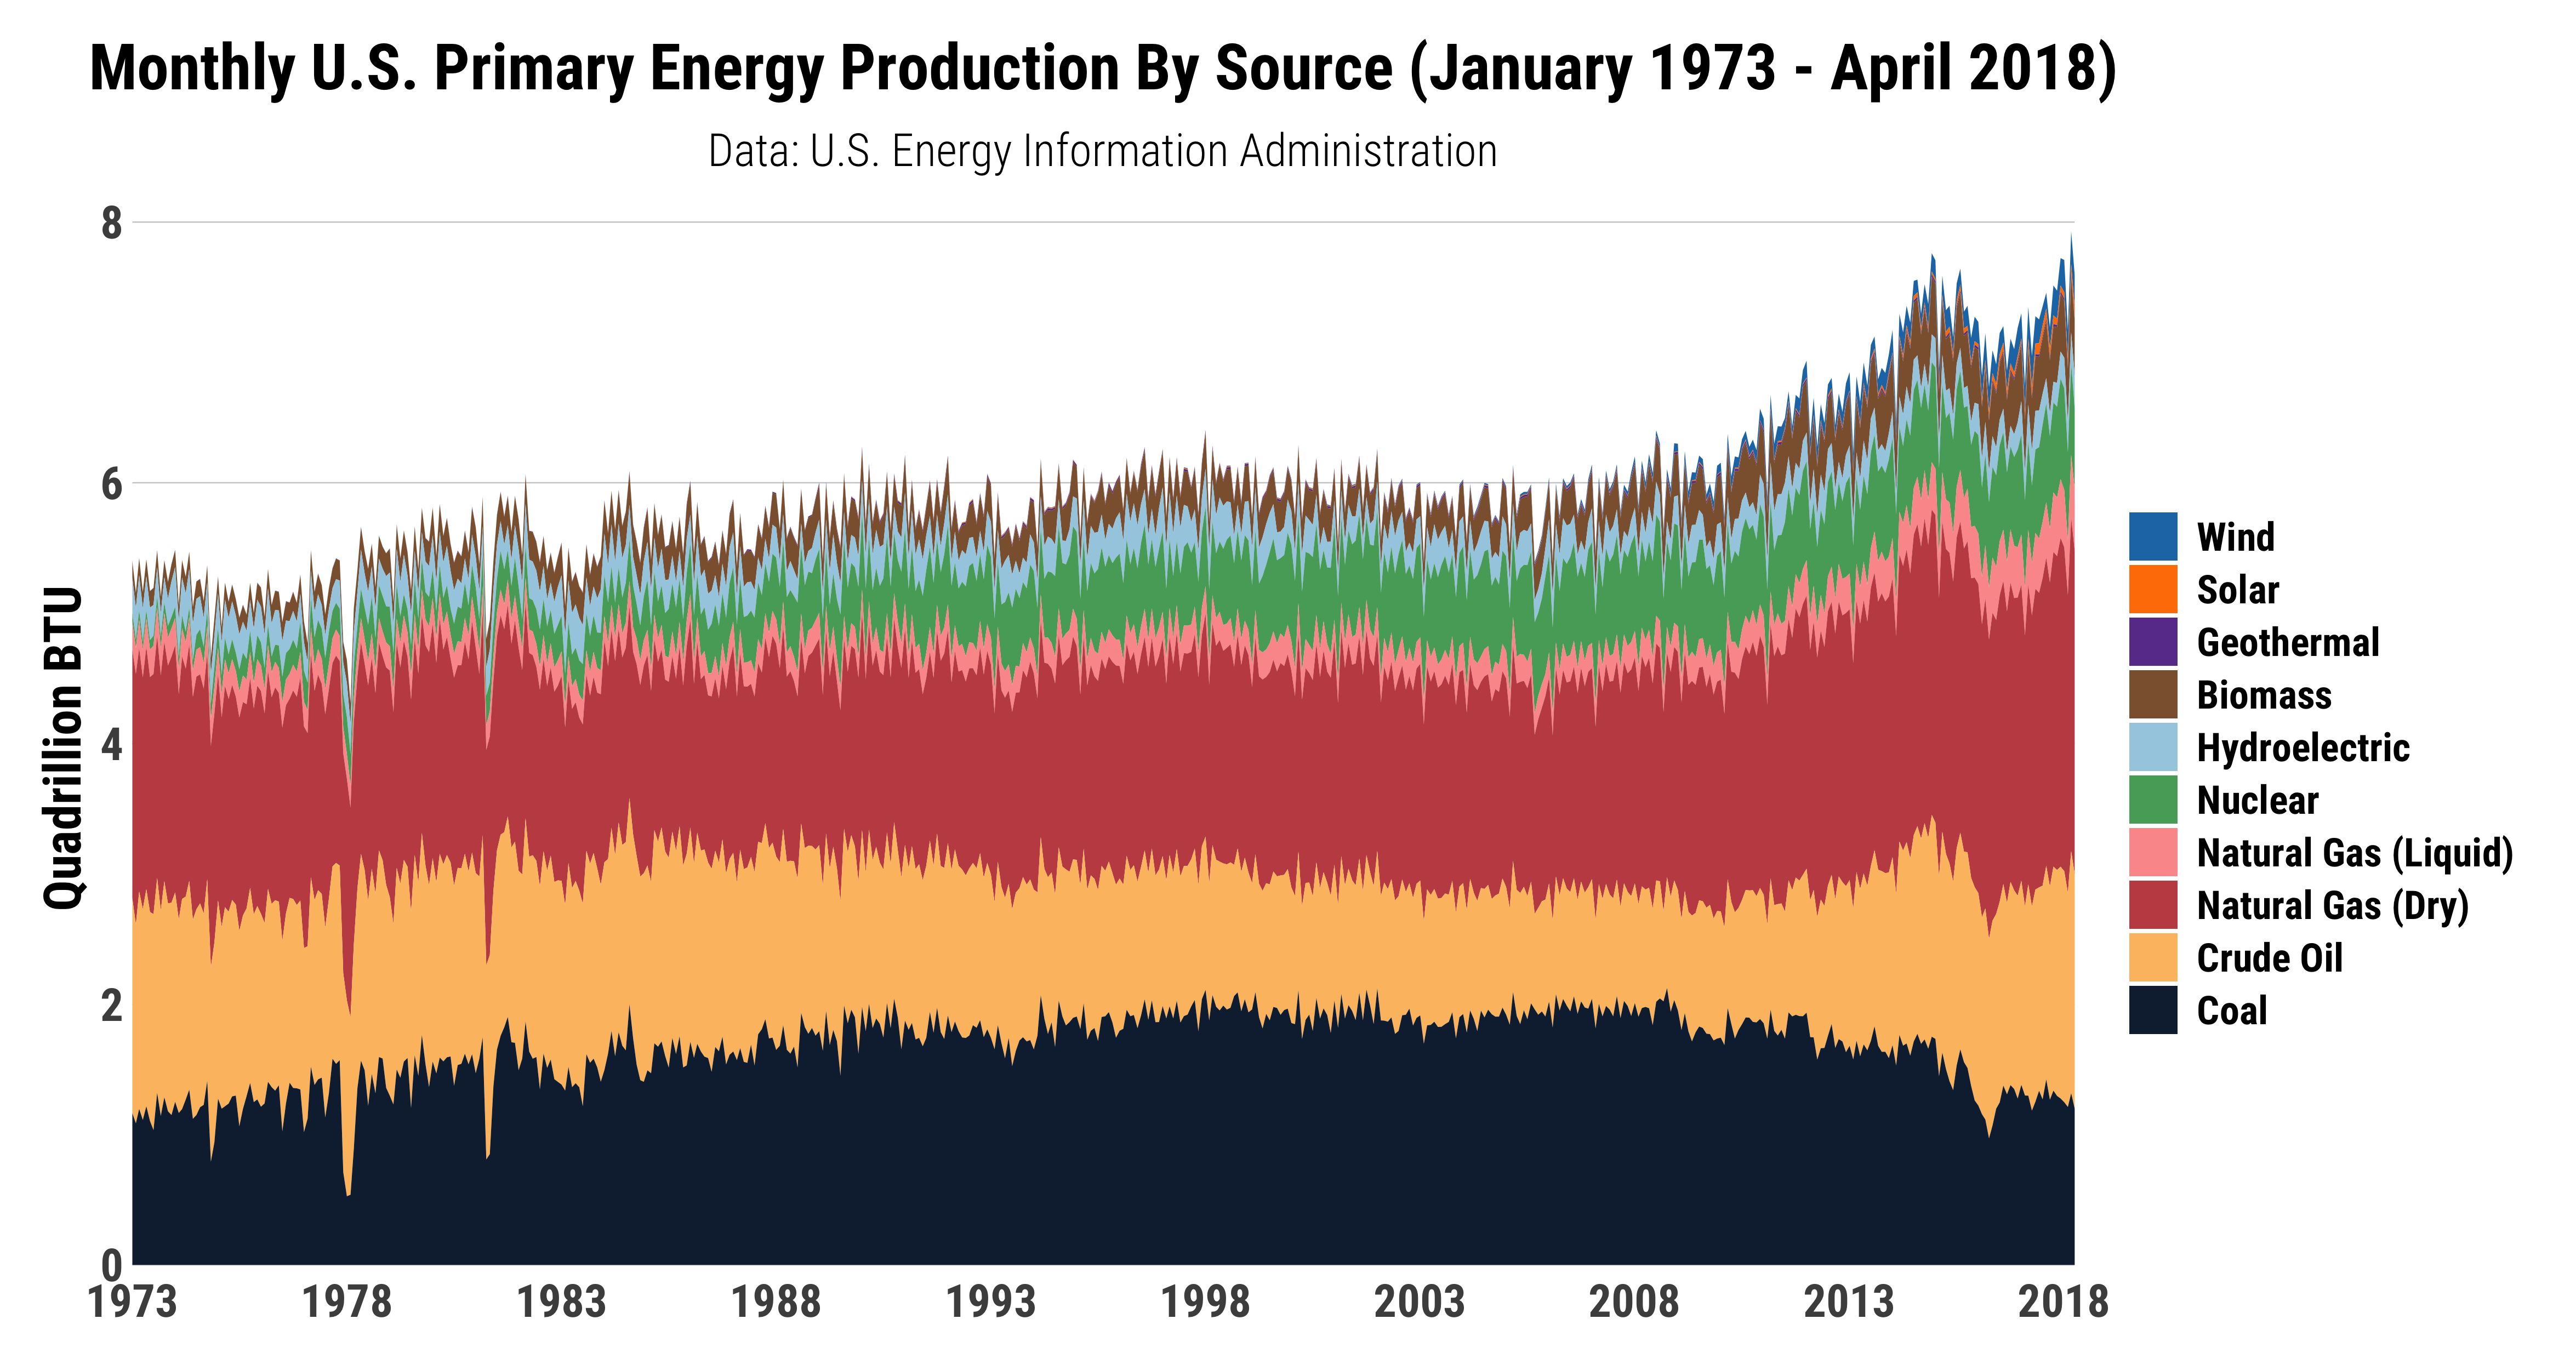 Monthly U.S. Primary Energy Production By Source (January 1973 - April 2018)
Data: U.S. Energy Information Administration
Quadrillion BTU
8
6
4
2
0
1973 1978 1983 1988 1993 1998 2003 2008 2013 2018
Wind
Solar
Geothermal
Biomass
Hydroelectric
Nuclear
Natural Gas (Liquid)
Natural Gas (Dry)
Crude Oil
Coal